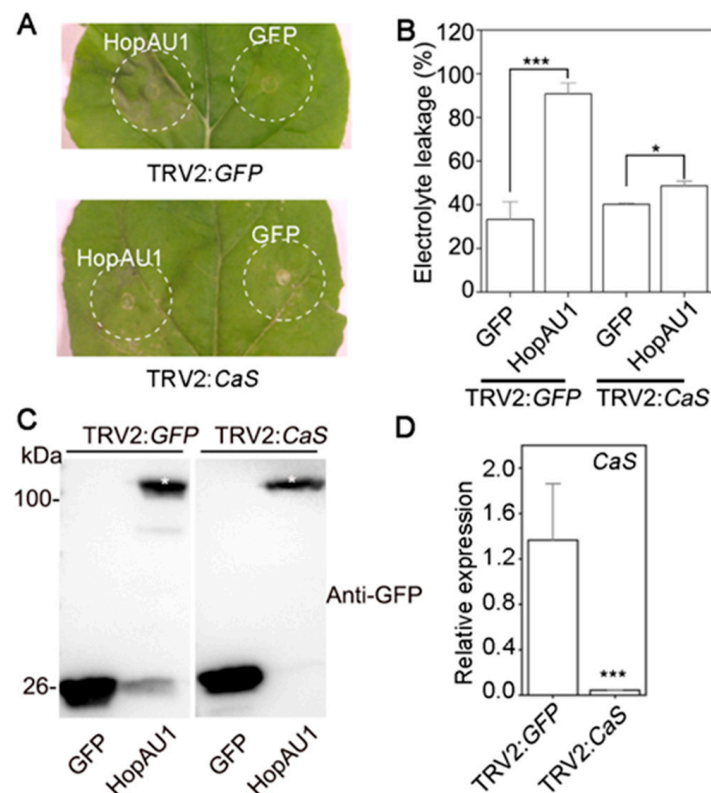 A
HopAU1
GFP
TRV2:GFP
HopAU1
GFP
TRV2:CaS
B
Electrolyte leakage (%)
120
100
80
60
40
20
0
***
*
GFP
HopAU1
GFP
HopAU1
TRV2:GFP
TRV2:CaS
C
TRV2:GFP
TRV2:CaS
kDa
100-
26-
*
*
Anti-GFP
GFP
HopAU1
GFP
HopAU1
D
CaS
Relative expression
2.0
1.6
1.2
0.8
0.4
0.0
***
TRV2:GFP
TRV2:CaS